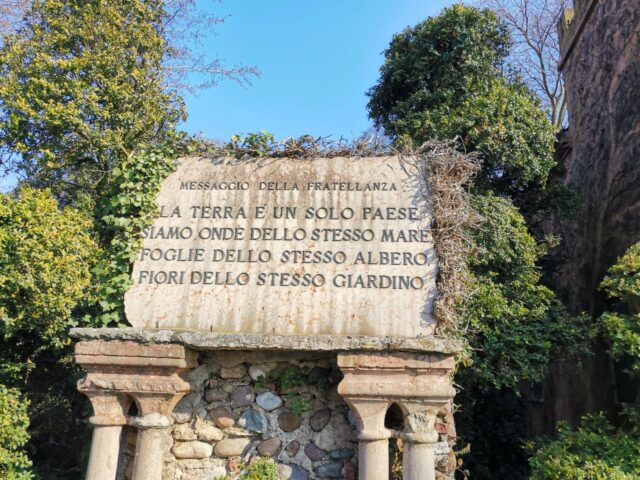 MESSAGGIO DELLA FRATELLANZA
LA TERRA E UN SOLO PAESE
SIAMO ONDE DELLO STESSO MARE
FOGLIE DELLO STESSO ALBERO
FIORI DELLO STESSO GIARDINO